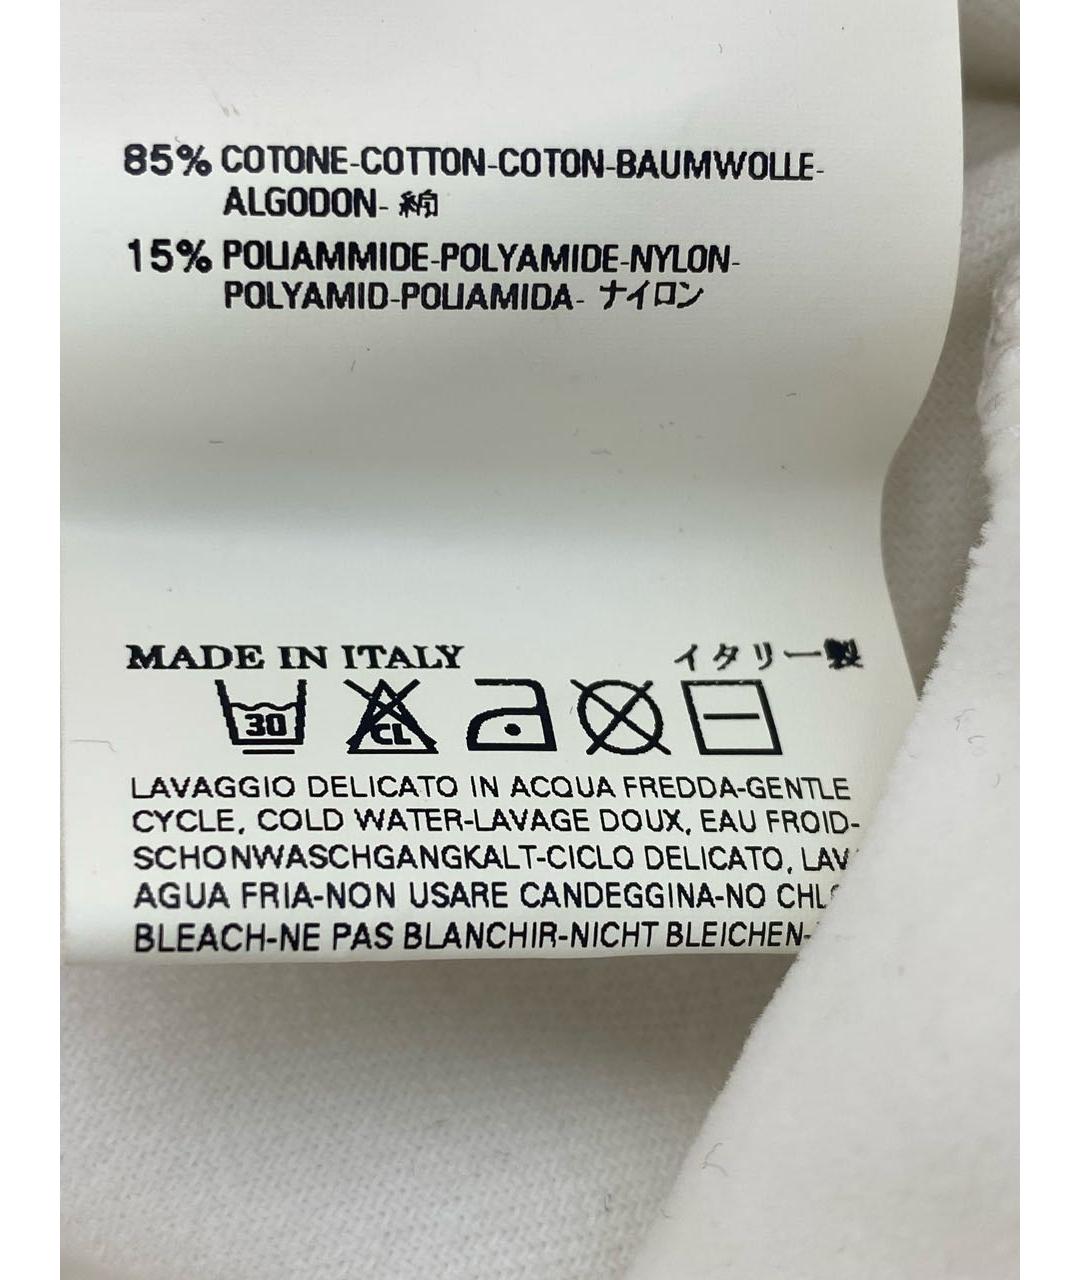 85% COTONE-COTTON-COTON-BAUMWOLLE-
ALGODON- 綿
15% POLIAMMIDE-POLYAMIDE-NYLON-
POLYAMID-POLIAMIDA- ナイロン
MADE IN ITALY イタリー製
30 CL
LAVAGGIO DELICATO IN ACQUA FREDDA-GENTLE
CYCLE, COLD WATER-LAVAGE DOUX, EAU FROID-
SCHONWASCHGANGKALT-CICLO DELICATO, LAV
AGUA FRIA-NON USARE CANDEGGINA-NO CHL
BLEACH-NE PAS BLANCHIR-NICHT BLEICHEN-